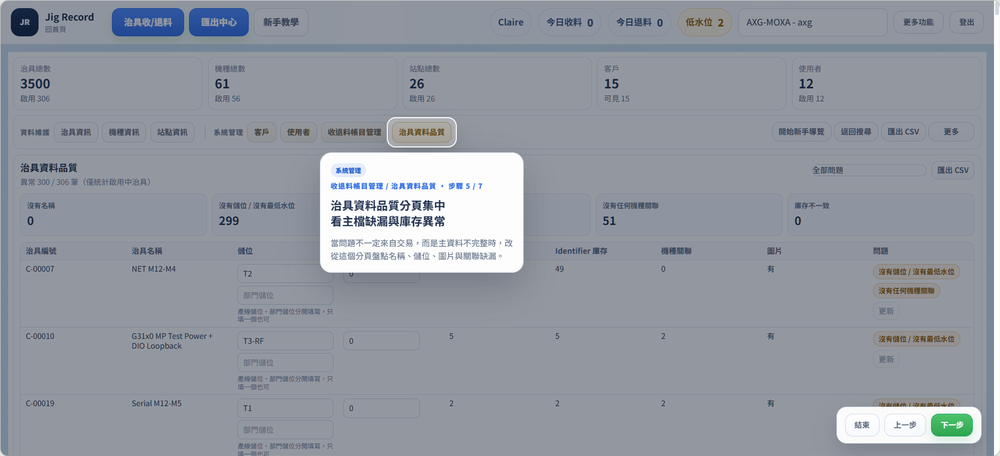 JR
Jig Record
回首頁
治具收/退料
匯出中心
新手教學
Claire
今日收料 0
今日退料 0
低水位 2
AXG-MOXA - axg
更多功能
登出
治具總數
3500
啟用 306
機種總數
61
啟用 56
站點總數
26
啟用 26
客戶
15
可見 15
使用者
12
啟用 12
資料維護
治具資訊
機種資訊
站點資訊
系統管理
客戶
使用者
收退料帳目管理
治具資料品質
開始新手導覽
返回搜尋
匯出 CSV
更多
治具資料品質
異常 300 / 306 筆（僅統計啟用中治具）
全部問題
匯出 CSV
沒有名稱
0
沒有儲位 / 沒有最低水位
299
沒有任何機種關聯
51
庫存不一致
0
系統管理
收退料帳目管理 / 治具資料品質 • 步驟 5 / 7
治具資料品質分頁集中
看主檔缺漏與庫存異常
當問題不一定來自交易，而是主資料不完整時，改
從這個分頁盤點名稱、儲位、圖片與關聯缺漏。
治具編號
治具名稱
儲位
Identifier 庫存
機種關聯
圖片
問題
C-00007
NET M12-M4
T2
部門儲位
產線儲位、部門儲位分開填寫，只
填一個也可
0
49
0
有
沒有儲位 / 沒有最低水位
沒有任何機種關聯
更新
C-00010
G31x0 MP Test Power +
DIO Loopback
T3-RF
部門儲位
產線儲位、部門儲位分開填寫，只
填一個也可
0
5
5
2
有
沒有儲位 / 沒有最低水位
更新
C-00019
Serial M12-M5
T1
部門儲位
產線儲位、部門儲位分開填寫，只
填一個也可
0
2
2
2
有
沒有儲位 / 沒有最低水位
結束
上一步
下一步